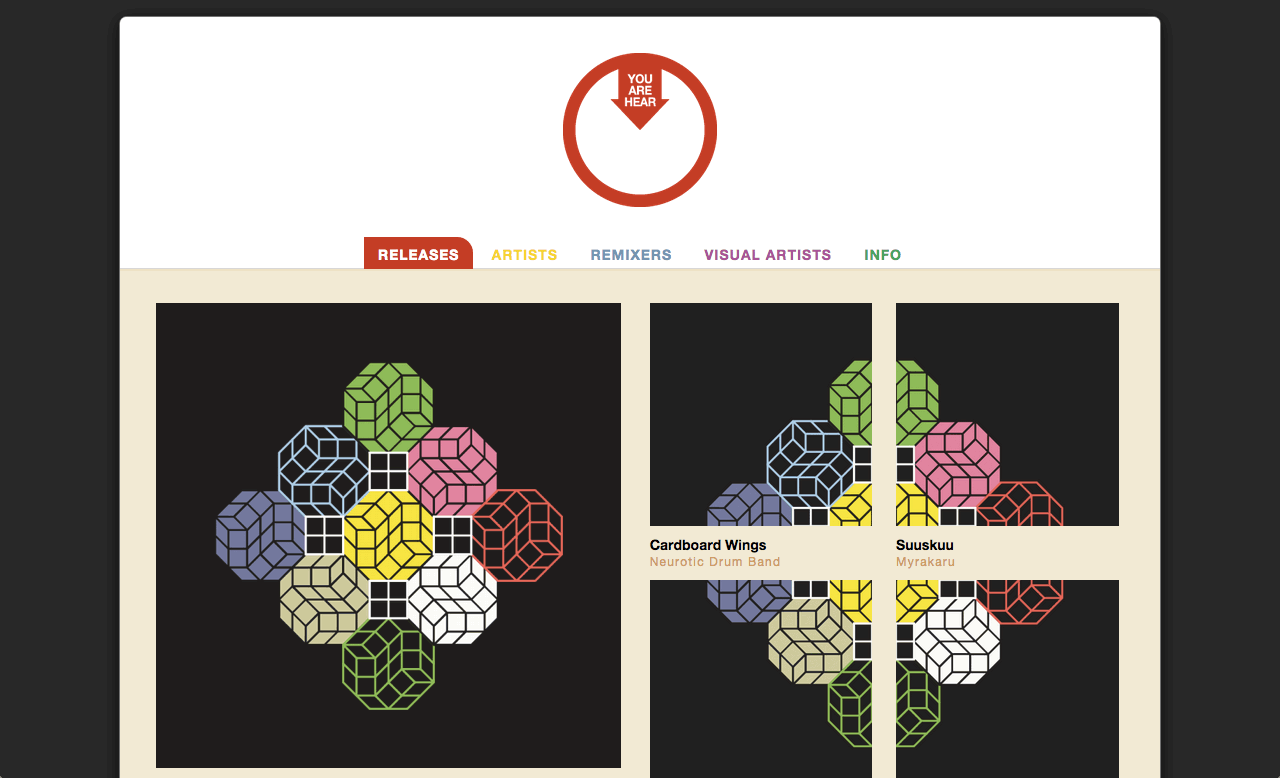 YOU
ARE
HEAR
RELEASES ARTISTS REMIXERS VISUAL ARTISTS INFO
Cardboard Wings
Neurotic Drum Band
Suuskuu
Myrakaru